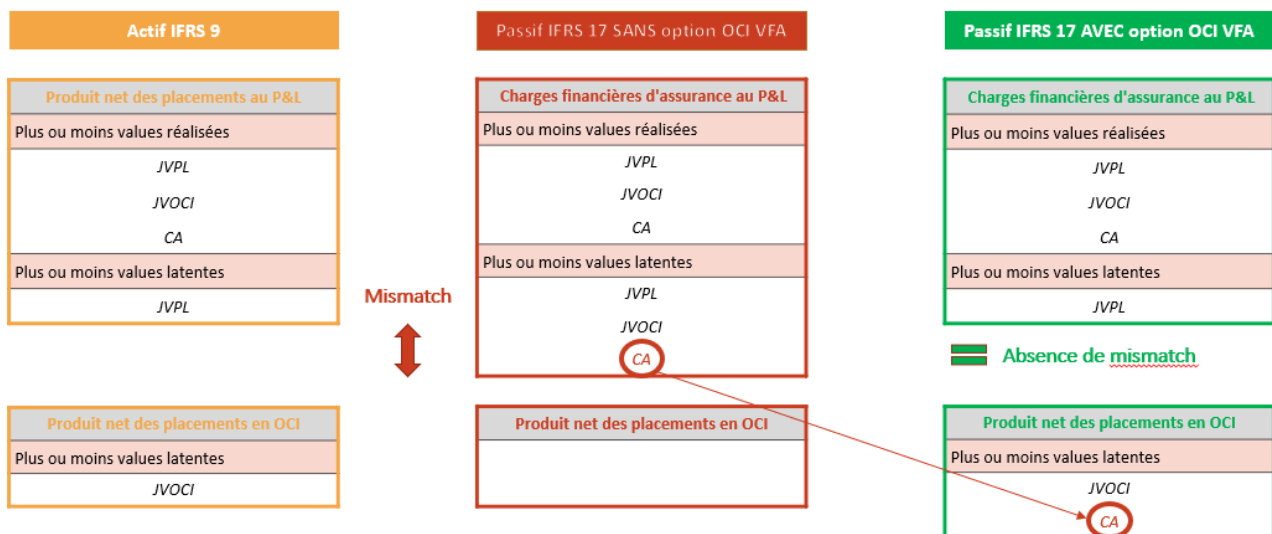 Actif IFRS 9
Produit net des placements au P&L
Plus ou moins values réalisées
JVPL
JVOCI
CA
Plus ou moins values latentes
JVPL
Produit net des placements en OCI
Plus ou moins values latentes
JVOCI
Mismatch
Passif IFRS 17 SANS option OCI VFA
Charges financières d'assurance au P&L
Plus ou moins values réalisées
JVPL
JVOCI
CA
Plus ou moins values latentes
JVPL
JVOCI
CA
Produit net des placements en OCI
Passif IFRS 17 AVEC option OCI VFA
Charges financières d'assurance au P&L
Plus ou moins values réalisées
JVPL
JVOCI
CA
Plus ou moins values latentes
JVPL
Absence de mismatch
Produit net des placements en OCI
Plus ou moins values latentes
JVOCI
CA